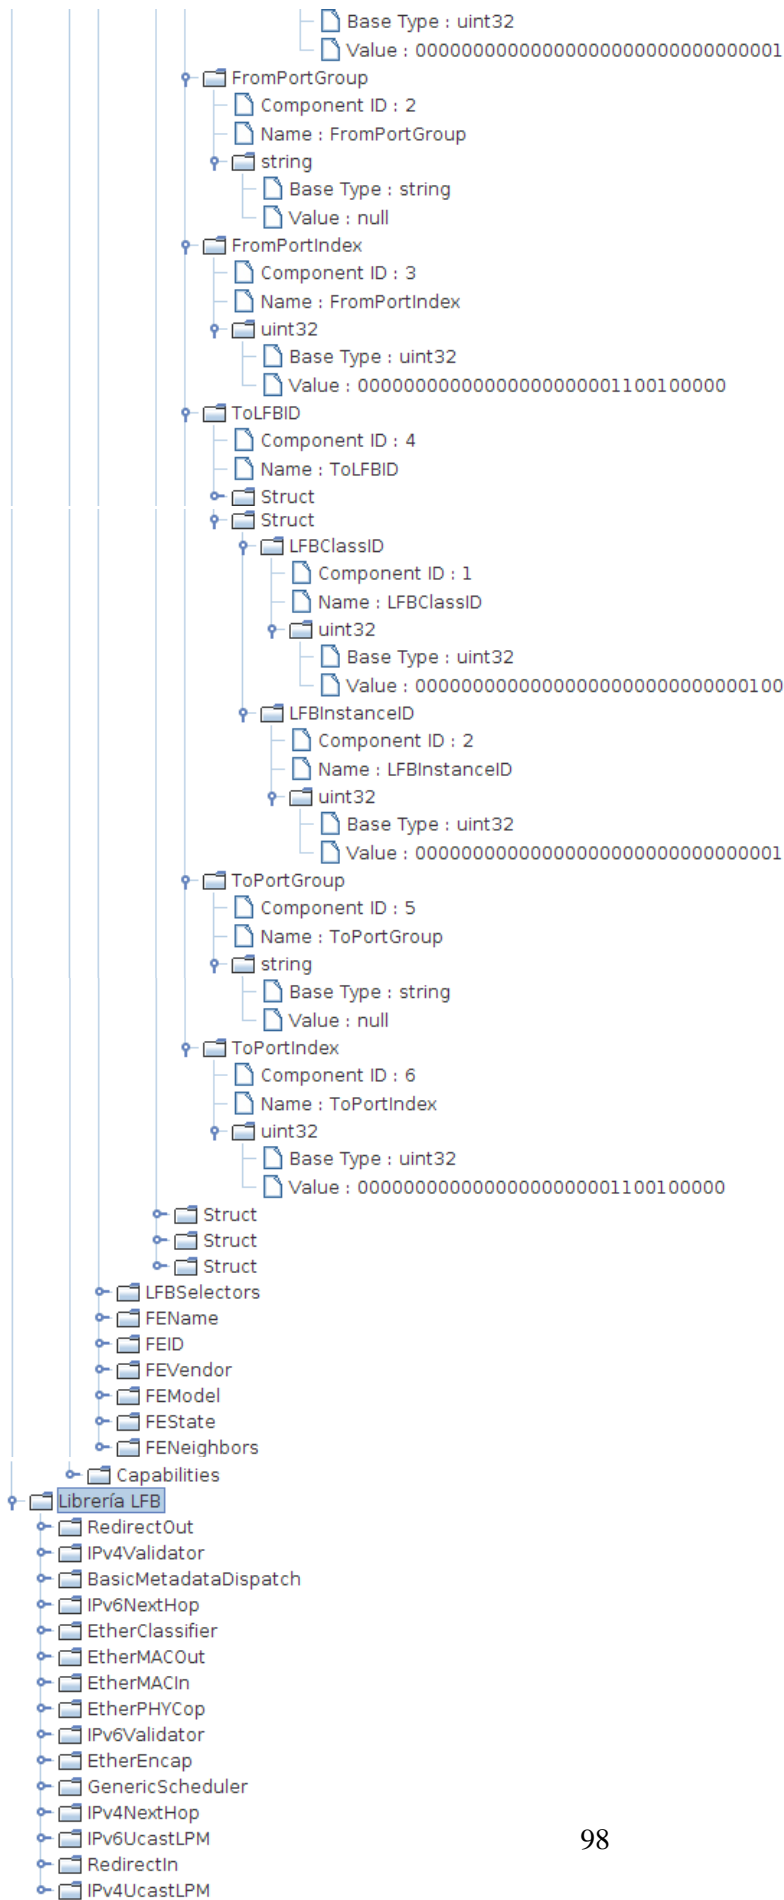 Base Type : uint32
Value : 00000000000000000000000000000001
FromPortGroup
Component ID : 2
Name : FromPortGroup
string
Base Type : string
Value : null
FromPortIndex
Component ID : 3
Name : FromPortIndex
uint32
Base Type : uint32
Value : 00000000000000000000001100100000
ToLFBID
Component ID : 4
Name : ToLFBID
Struct
Struct
LFBClassID
Component ID : 1
Name : LFBClassID
uint32
Base Type : uint32
Value : 00000000000000000000000000000100
LFBInstanceID
Component ID : 2
Name : LFBInstanceID
uint32
Base Type : uint32
Value : 00000000000000000000000000000001
ToPortGroup
Component ID : 5
Name : ToPortGroup
string
Base Type : string
Value : null
ToPortIndex
Component ID : 6
Name : ToPortIndex
uint32
Base Type : uint32
Value : 00000000000000000000001100100000
Struct
Struct
Struct
LFBSelectors
FEName
FEID
FEVendor
FEModel
FEState
FENeighbors
Capabilities
Librería LFB
RedirectOut
IPv4Validator
BasicMetadataDispatch
IPv6NextHop
EtherClassifier
EtherMACOut
EtherMACIn
EtherPHYCop
IPv6Validator
EtherEncap
GenericScheduler
IPv4NextHop
IPv6UcastLPM
RedirectIn
IPv4UcastLPM
98